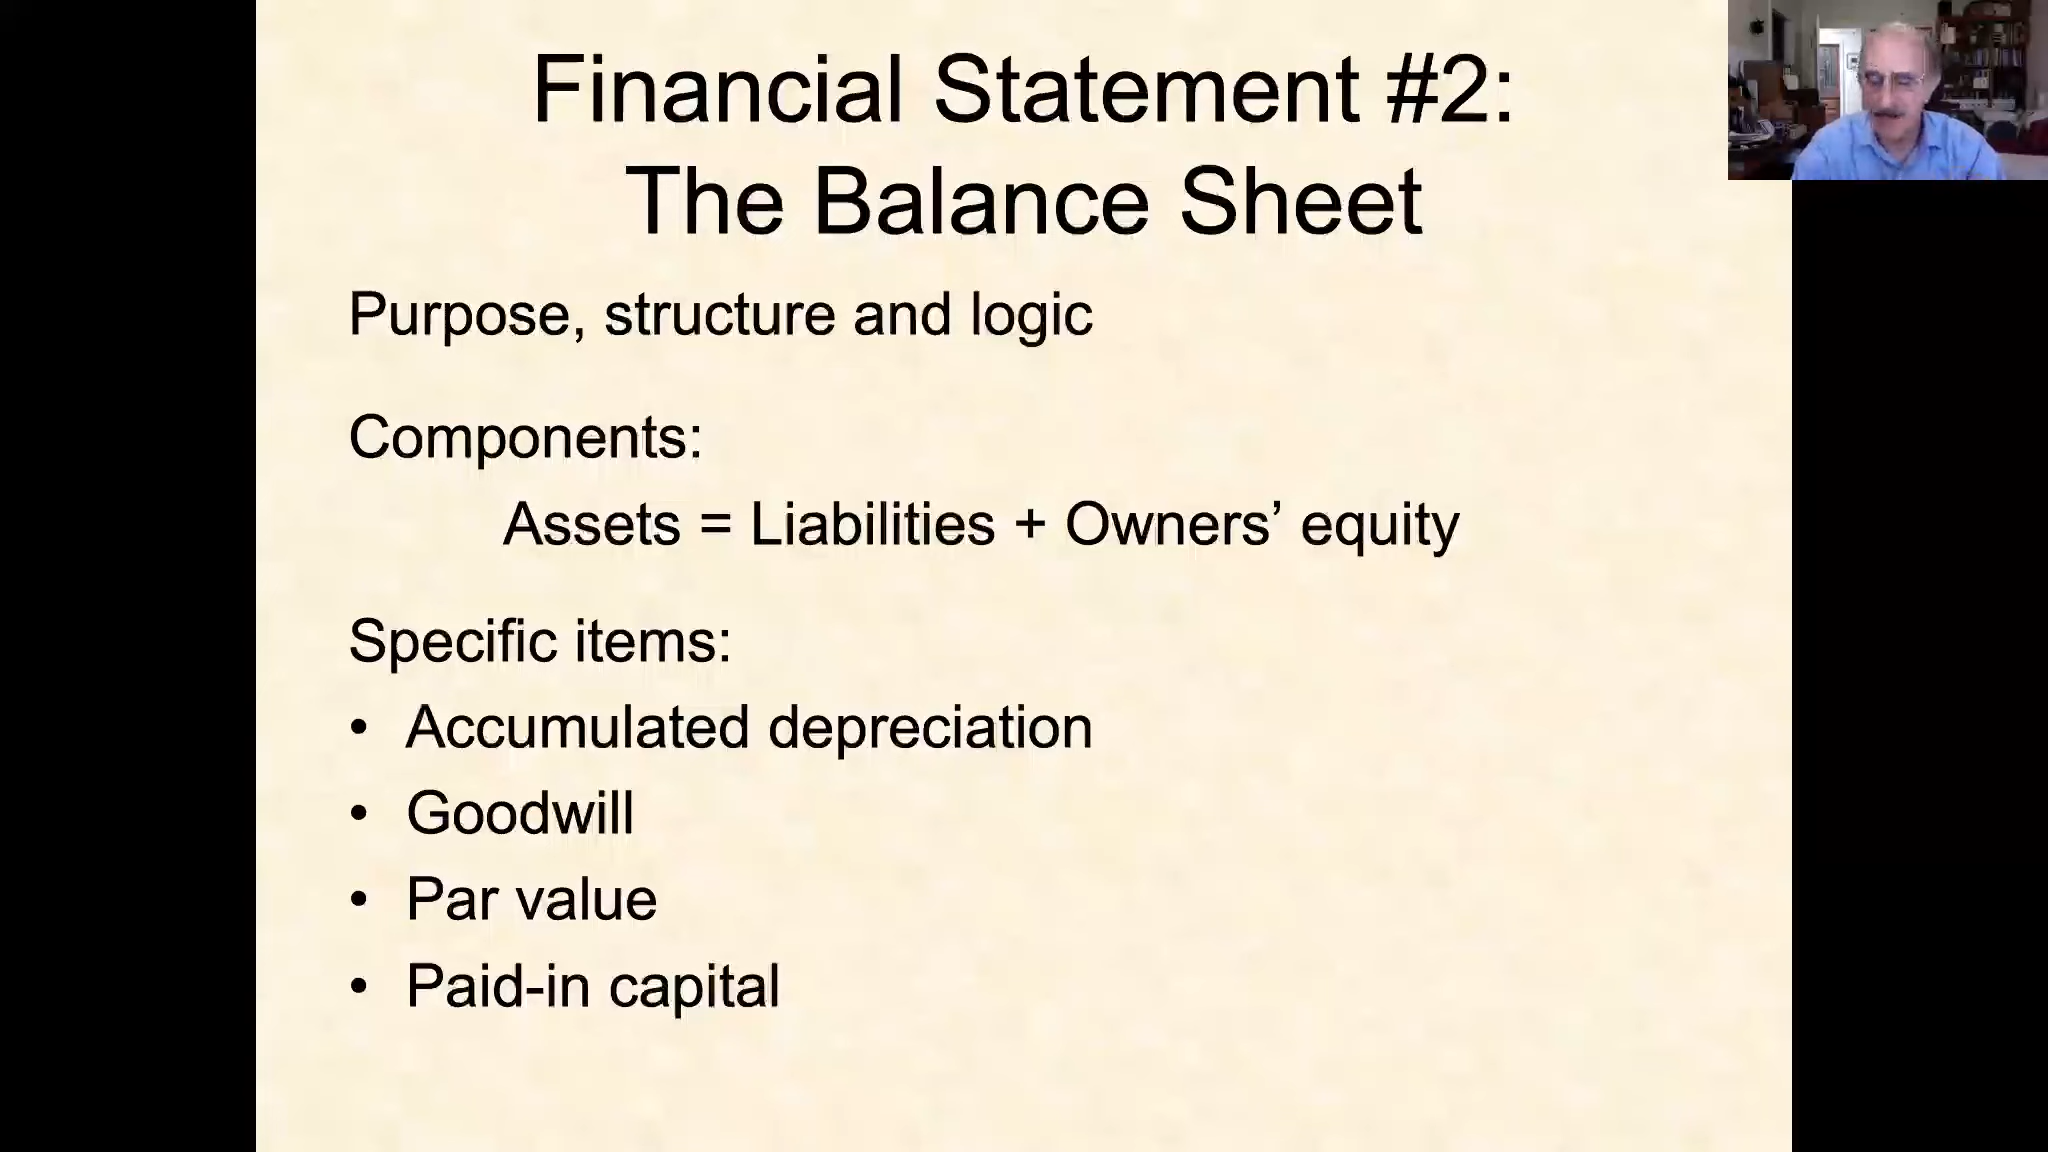 Financial Statement #2:
The Balance Sheet
Purpose, structure and logic
Components:
Assets = Liabilities + Owners’ equity
Specific items:
• Accumulated depreciation
• Goodwill
• Par value
• Paid-in capital